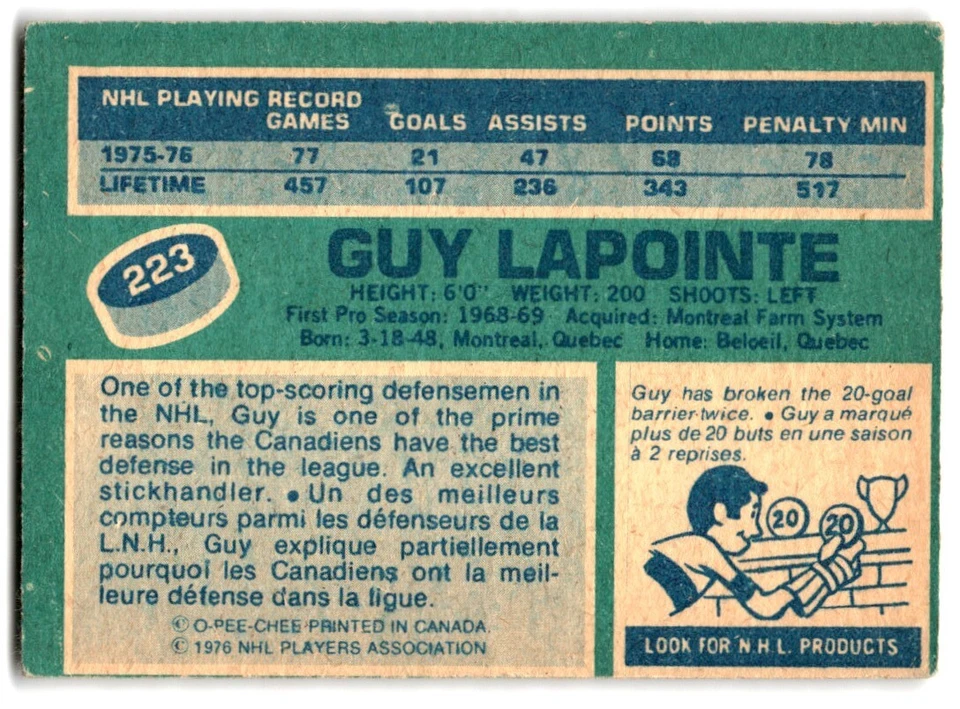 NHL PLAYING RECORD
GAMES GOALS ASSISTS POINTS PENALTY MIN
1975-76 77 21 47 68 78
LIFETIME 457 107 236 343 517
223
GUY LAPOINTE
HEIGHT: 6'0" WEIGHT: 200 SHOOTS: LEFT
First Pro Season: 1968-69 Acquired: Montreal Farm System
Born: 3-18-48, Montreal, Quebec Home: Beloeil, Quebec
One of the top-scoring defensemen in
the NHL, Guy is one of the prime
reasons the Canadiens have the best
defense in the league. An excellent
stickhandler. ● Un des meilleurs
compteurs parmi les défenseurs de la
L.N.H., Guy explique partiellement
pourquoi les Canadiens ont la meil-
leure défense dans la ligue.
© O-PEE-CHEE PRINTED IN CANADA.
© 1976 NHL PLAYERS ASSOCIATION
Guy has broken the 20-goal
barrier twice. ● Guy a marqué
plus de 20 buts en une saison
à 2 reprises.
20 20
LOOK FOR N.H.L. PRODUCTS